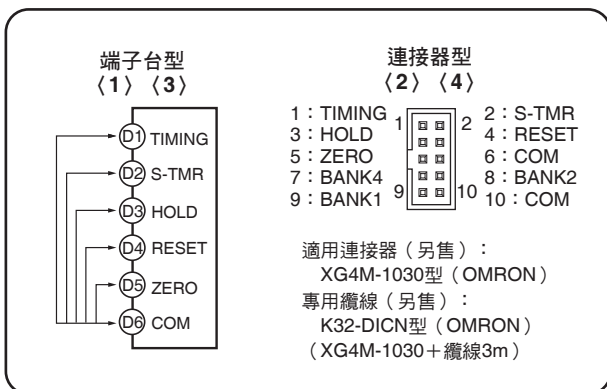 端子台型
〈1〉〈3〉
D1 TIMING
D2 S-TMR
D3 HOLD
D4 RESET
D5 ZERO
D6 COM
連接器型
〈2〉〈4〉
1：TIMING 1 2 2：S-TMR
3：HOLD 4：RESET
5：ZERO 6：COM
7：BANK4 8：BANK2
9：BANK1 9 10 10：COM
適用連接器（另售）：
XG4M-1030型（OMRON）
專用纜線（另售）：
K32-DICN型（OMRON）
（XG4M-1030＋纜線3m）